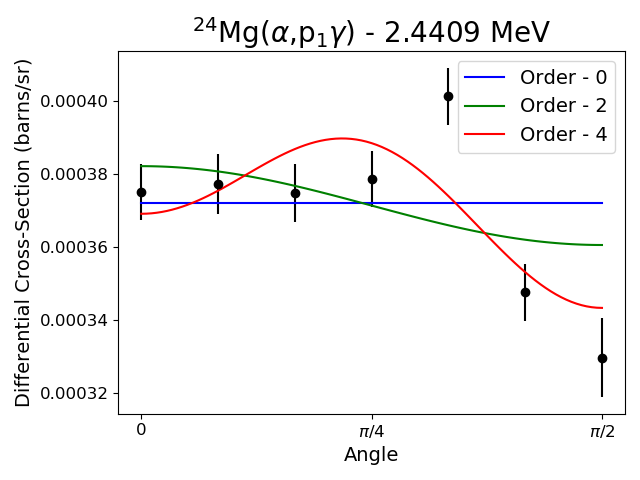 ²⁴Mg(α,p₁γ) - 2.4409 MeV
Differential Cross-Section (barns/sr)
0.00040
0.00038
0.00036
0.00034
0.00032
Order - 0
Order - 2
Order - 4
0
π/4
π/2
Angle